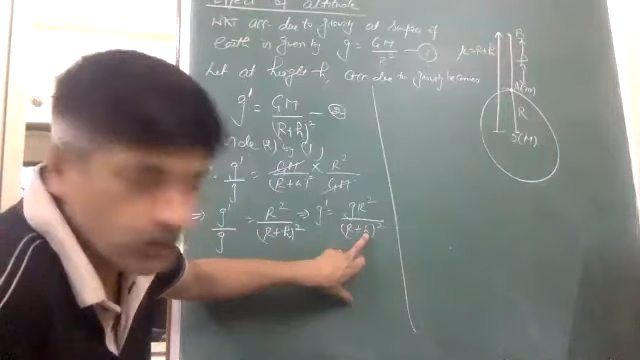 Effect of altitude
WKT acc. due to gravity at surface of
earth is given by g = GM/R² — ①
Let at height h, acc. due to gravity becomes
g' = GM/(R+h)² — ②
(2) by (1)
g'/g = GM/(R+h)² × R²/GM
⇒ g'/g = R²/(R+h)² ⇒ g' = gR²/(R+h)²
r=R+h
P
h
A(m)
R
S(M)